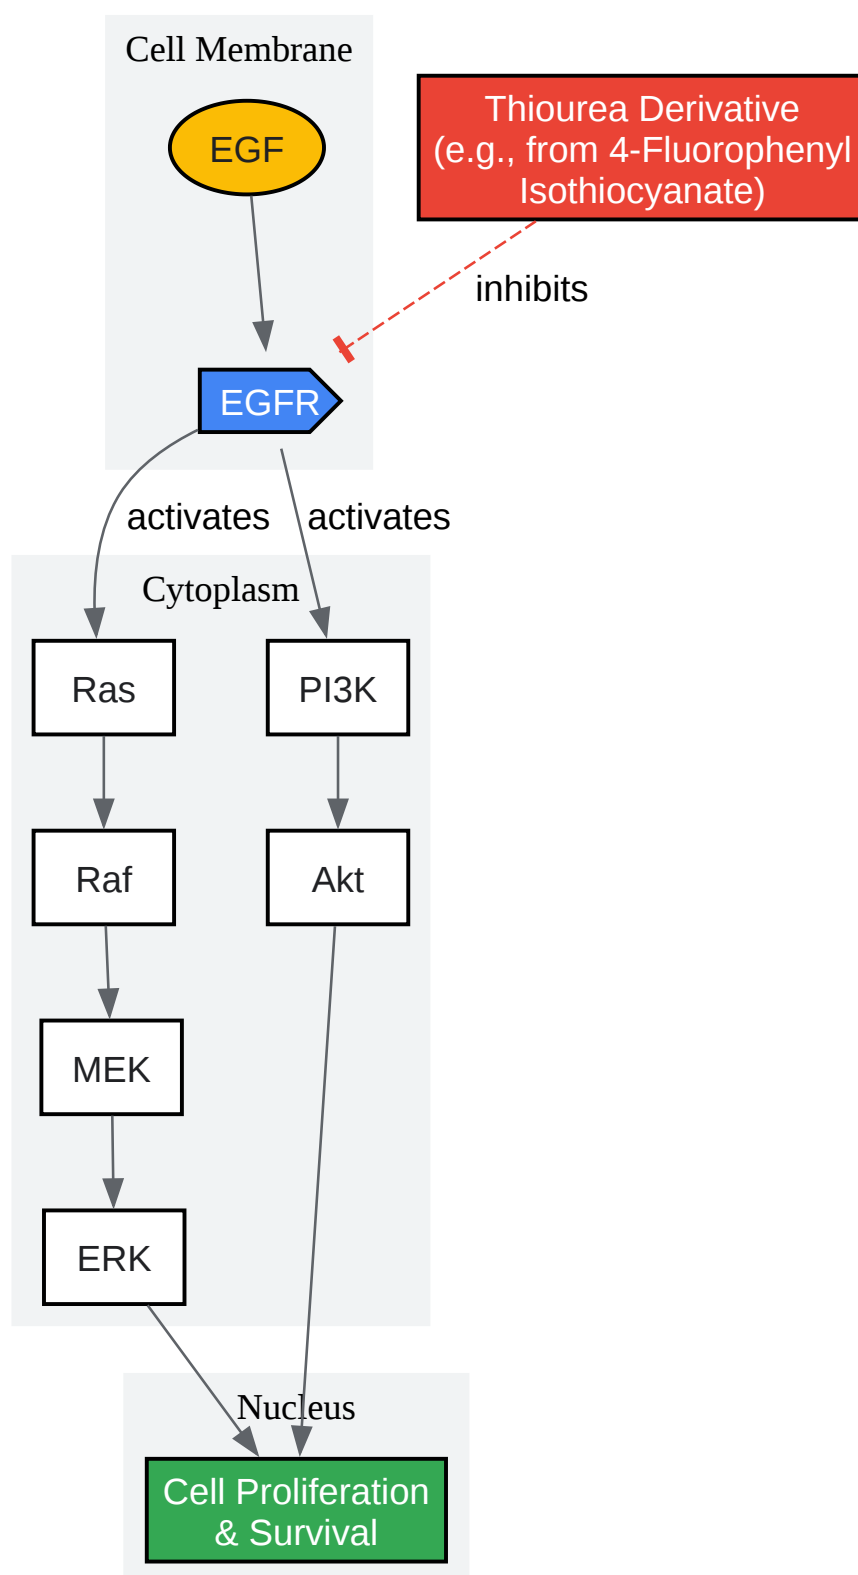 Cell Membrane
EGF
Thiourea Derivative
(e.g., from 4-Fluorophenyl
Isothiocyanate)
inhibits
EGFR
activates
activates
Cytoplasm
Ras
PI3K
Raf
Akt
MEK
ERK
Nucleus
Cell Proliferation
& Survival